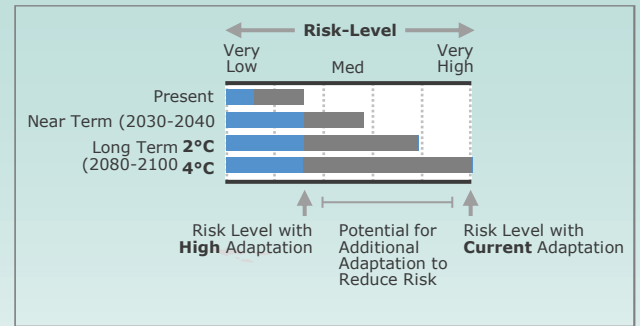 Risk-Level
Very Low
Med
Very High
Present
Near Term (2030-2040
Long Term 2°C
(2080-2100 4°C
Risk Level with
High Adaptation
Potential for
Additional
Adaptation to
Reduce Risk
Risk Level with
Current Adaptation